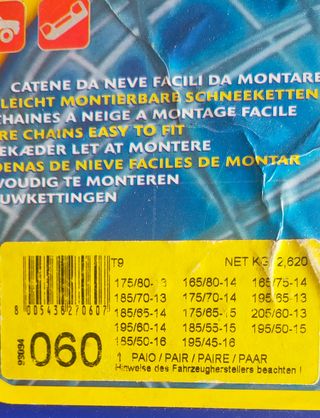 CATENE DA NEVE FACILI DA MONTARE
LEICHT MONTIERBARE SCHNEEKETTEN
CHAINES A NEIGE A MONTAGE FACILE
RE CHAINS EASY TO FIT
EKÆDER LET AT MONTERE
DENAS DE NIEVE FACILES DE MONTAR
VOUDIG TE MONTEREN
UWKETTINGEN
T9 NET KG 2,620
175/80-13 165/80-14 165/75-14
185/70-13 175/70-14 195/65-13
185/65-14 175/65-15 205/60-13
195/60-14 185/55-14 195/50-15
185/50-16 195/45-16
8 005438 270607
060
1 PAIO / PAIR / PAIRE / PAAR
Hinweise des Fahrzeugherstellers beachten !